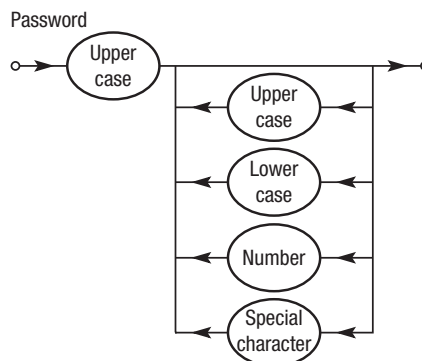 Password
Upper
case
Upper
case
Lower
case
Number
Special
character